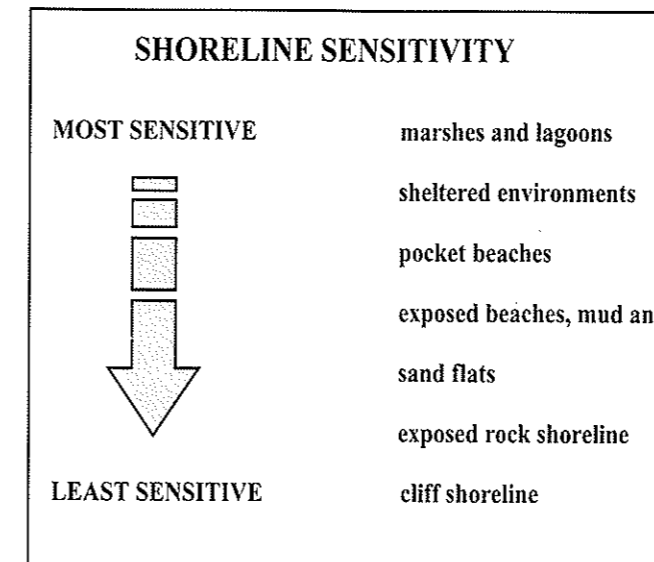 SHORELINE SENSITIVITY
MOST SENSITIVE
marshes and lagoons
sheltered environments
pocket beaches
exposed beaches, mud an
sand flats
exposed rock shoreline
LEAST SENSITIVE
cliff shoreline